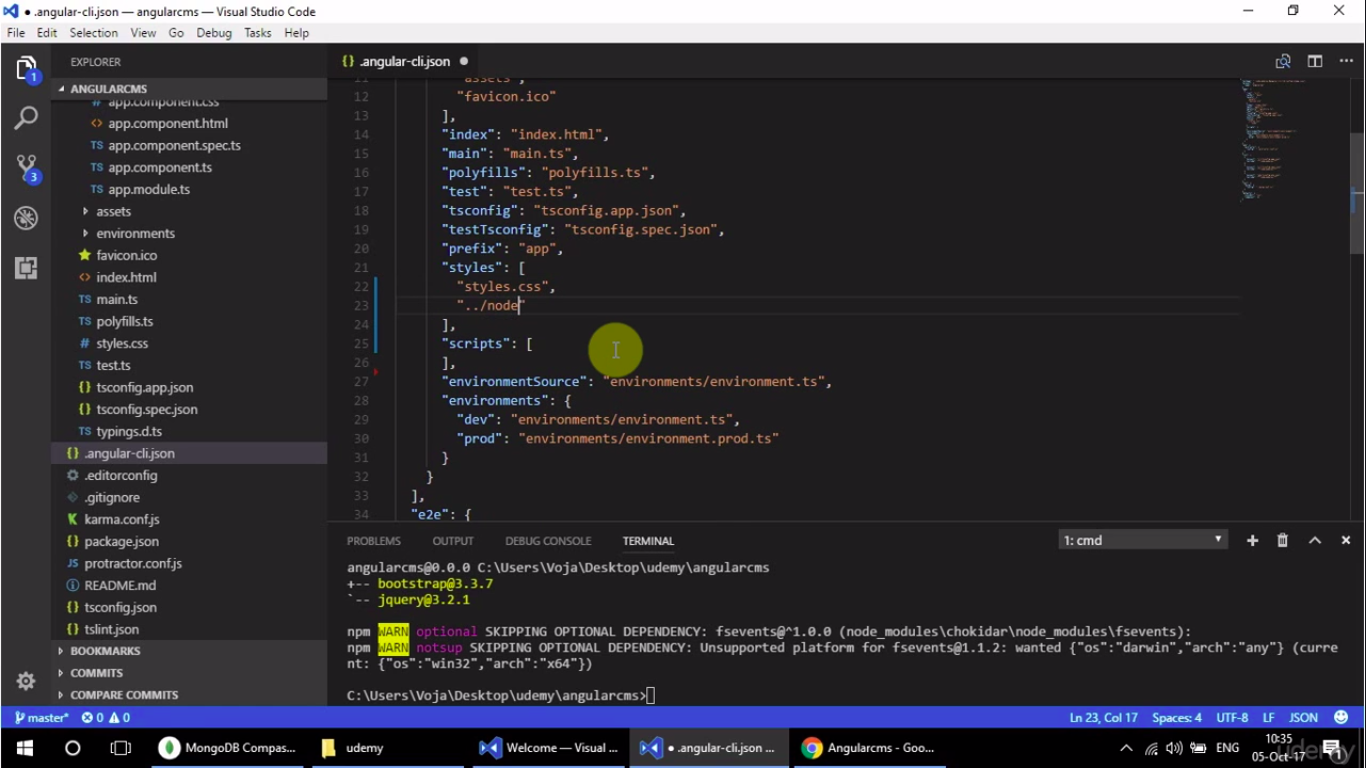 ● .angular-cli.json — angularcms — Visual Studio Code
File Edit Selection View Go Debug Tasks Help
EXPLORER
{} .angular-cli.json ●
ANGULARCMS
# app.component.css
<> app.component.html
TS app.component.spec.ts
TS app.component.ts
TS app.module.ts
assets
environments
favicon.ico
<> index.html
TS main.ts
TS polyfills.ts
# styles.css
TS test.ts
{} tsconfig.app.json
{} tsconfig.spec.json
TS typings.d.ts
{} .angular-cli.json
.editorconfig
.gitignore
karma.conf.js
{} package.json
JS protractor.conf.js
README.md
{} tsconfig.json
{} tslint.json
BOOKMARKS
COMMITS
COMPARE COMMITS
1
3
11 "assets",
12 "favicon.ico"
13 ],
14 "index": "index.html",
15 "main": "main.ts",
16 "polyfills": "polyfills.ts",
17 "test": "test.ts",
18 "tsconfig": "tsconfig.app.json",
19 "testTsconfig": "tsconfig.spec.json",
20 "prefix": "app",
21 "styles": [
22 "styles.css",
23 "../node"
24 ],
25 "scripts": [
26 ],
27 "environmentSource": "environments/environment.ts",
28 "environments": {
29 "dev": "environments/environment.ts",
30 "prod": "environments/environment.prod.ts"
31 }
32 }
33 ],
34 "e2e": {
PROBLEMS OUTPUT DEBUG CONSOLE TERMINAL 1: cmd
angularcms@0.0.0 C:\Users\Voja\Desktop\udemy\angularcms
+-- bootstrap@3.3.7
`-- jquery@3.2.1
npm WARN optional SKIPPING OPTIONAL DEPENDENCY: fsevents@^1.0.0 (node_modules\chokidar\node_modules\fsevents):
npm WARN notsup SKIPPING OPTIONAL DEPENDENCY: Unsupported platform for fsevents@1.1.2: wanted {"os":"darwin","arch":"any"} (curre
nt: {"os":"win32","arch":"x64"})
C:\Users\Voja\Desktop\udemy\angularcms>
master* 0 0 Ln 23, Col 17 Spaces: 4 UTF-8 LF JSON
MongoDB Compas... udemy Welcome — Visual ... ● .angular-cli.json ... Angularcms - Goo... ENG
10:35
05-Oct-17
udemy
1